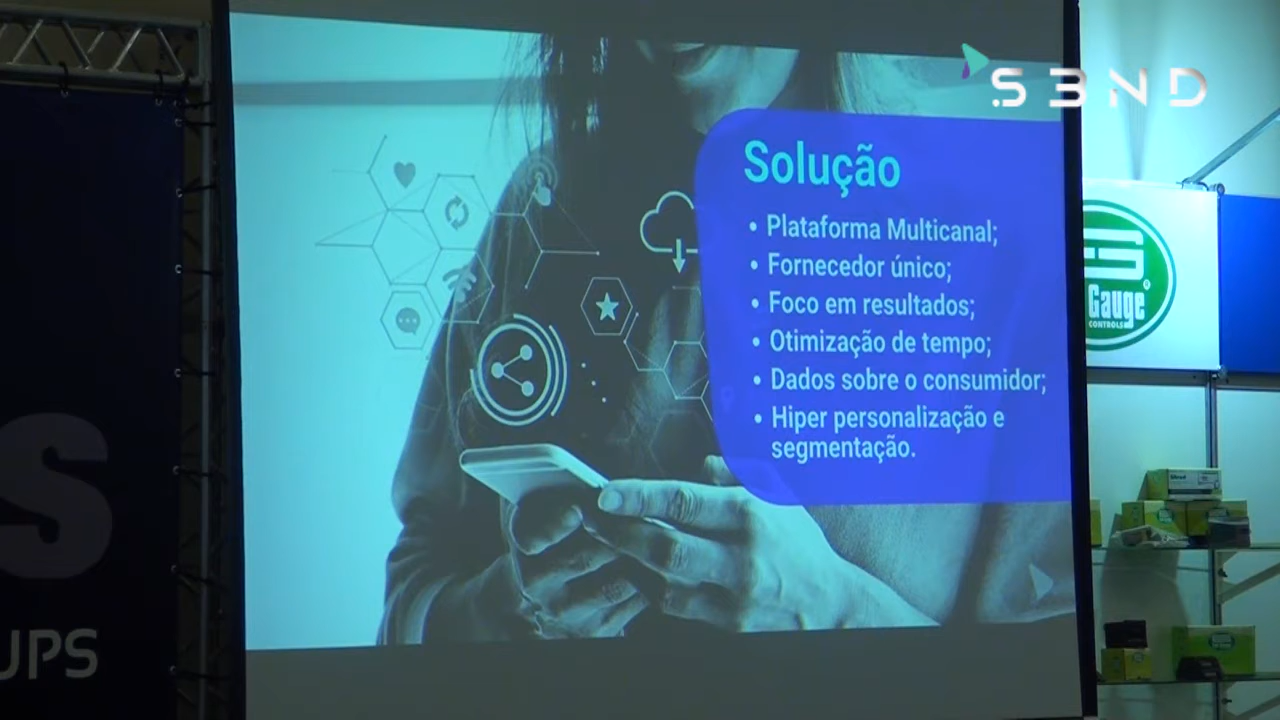 S3ND
Solução
• Plataforma Multicanal;
• Fornecedor único;
• Foco em resultados;
• Otimização de tempo;
• Dados sobre o consumidor;
• Hiper personalização e
segmentação.
Gauge
CONTROLS
S
UPS